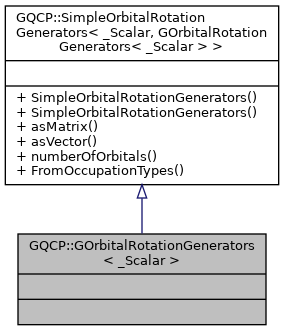 GQCP::SimpleOrbitalRotation
Generators< _Scalar, GOrbitalRotation
Generators< _Scalar > >
+ SimpleOrbitalRotationGenerators()
+ SimpleOrbitalRotationGenerators()
+ asMatrix()
+ asVector()
+ numberOfOrbitals()
+ FromOccupationTypes()
GQCP::GOrbitalRotationGenerators
< _Scalar >